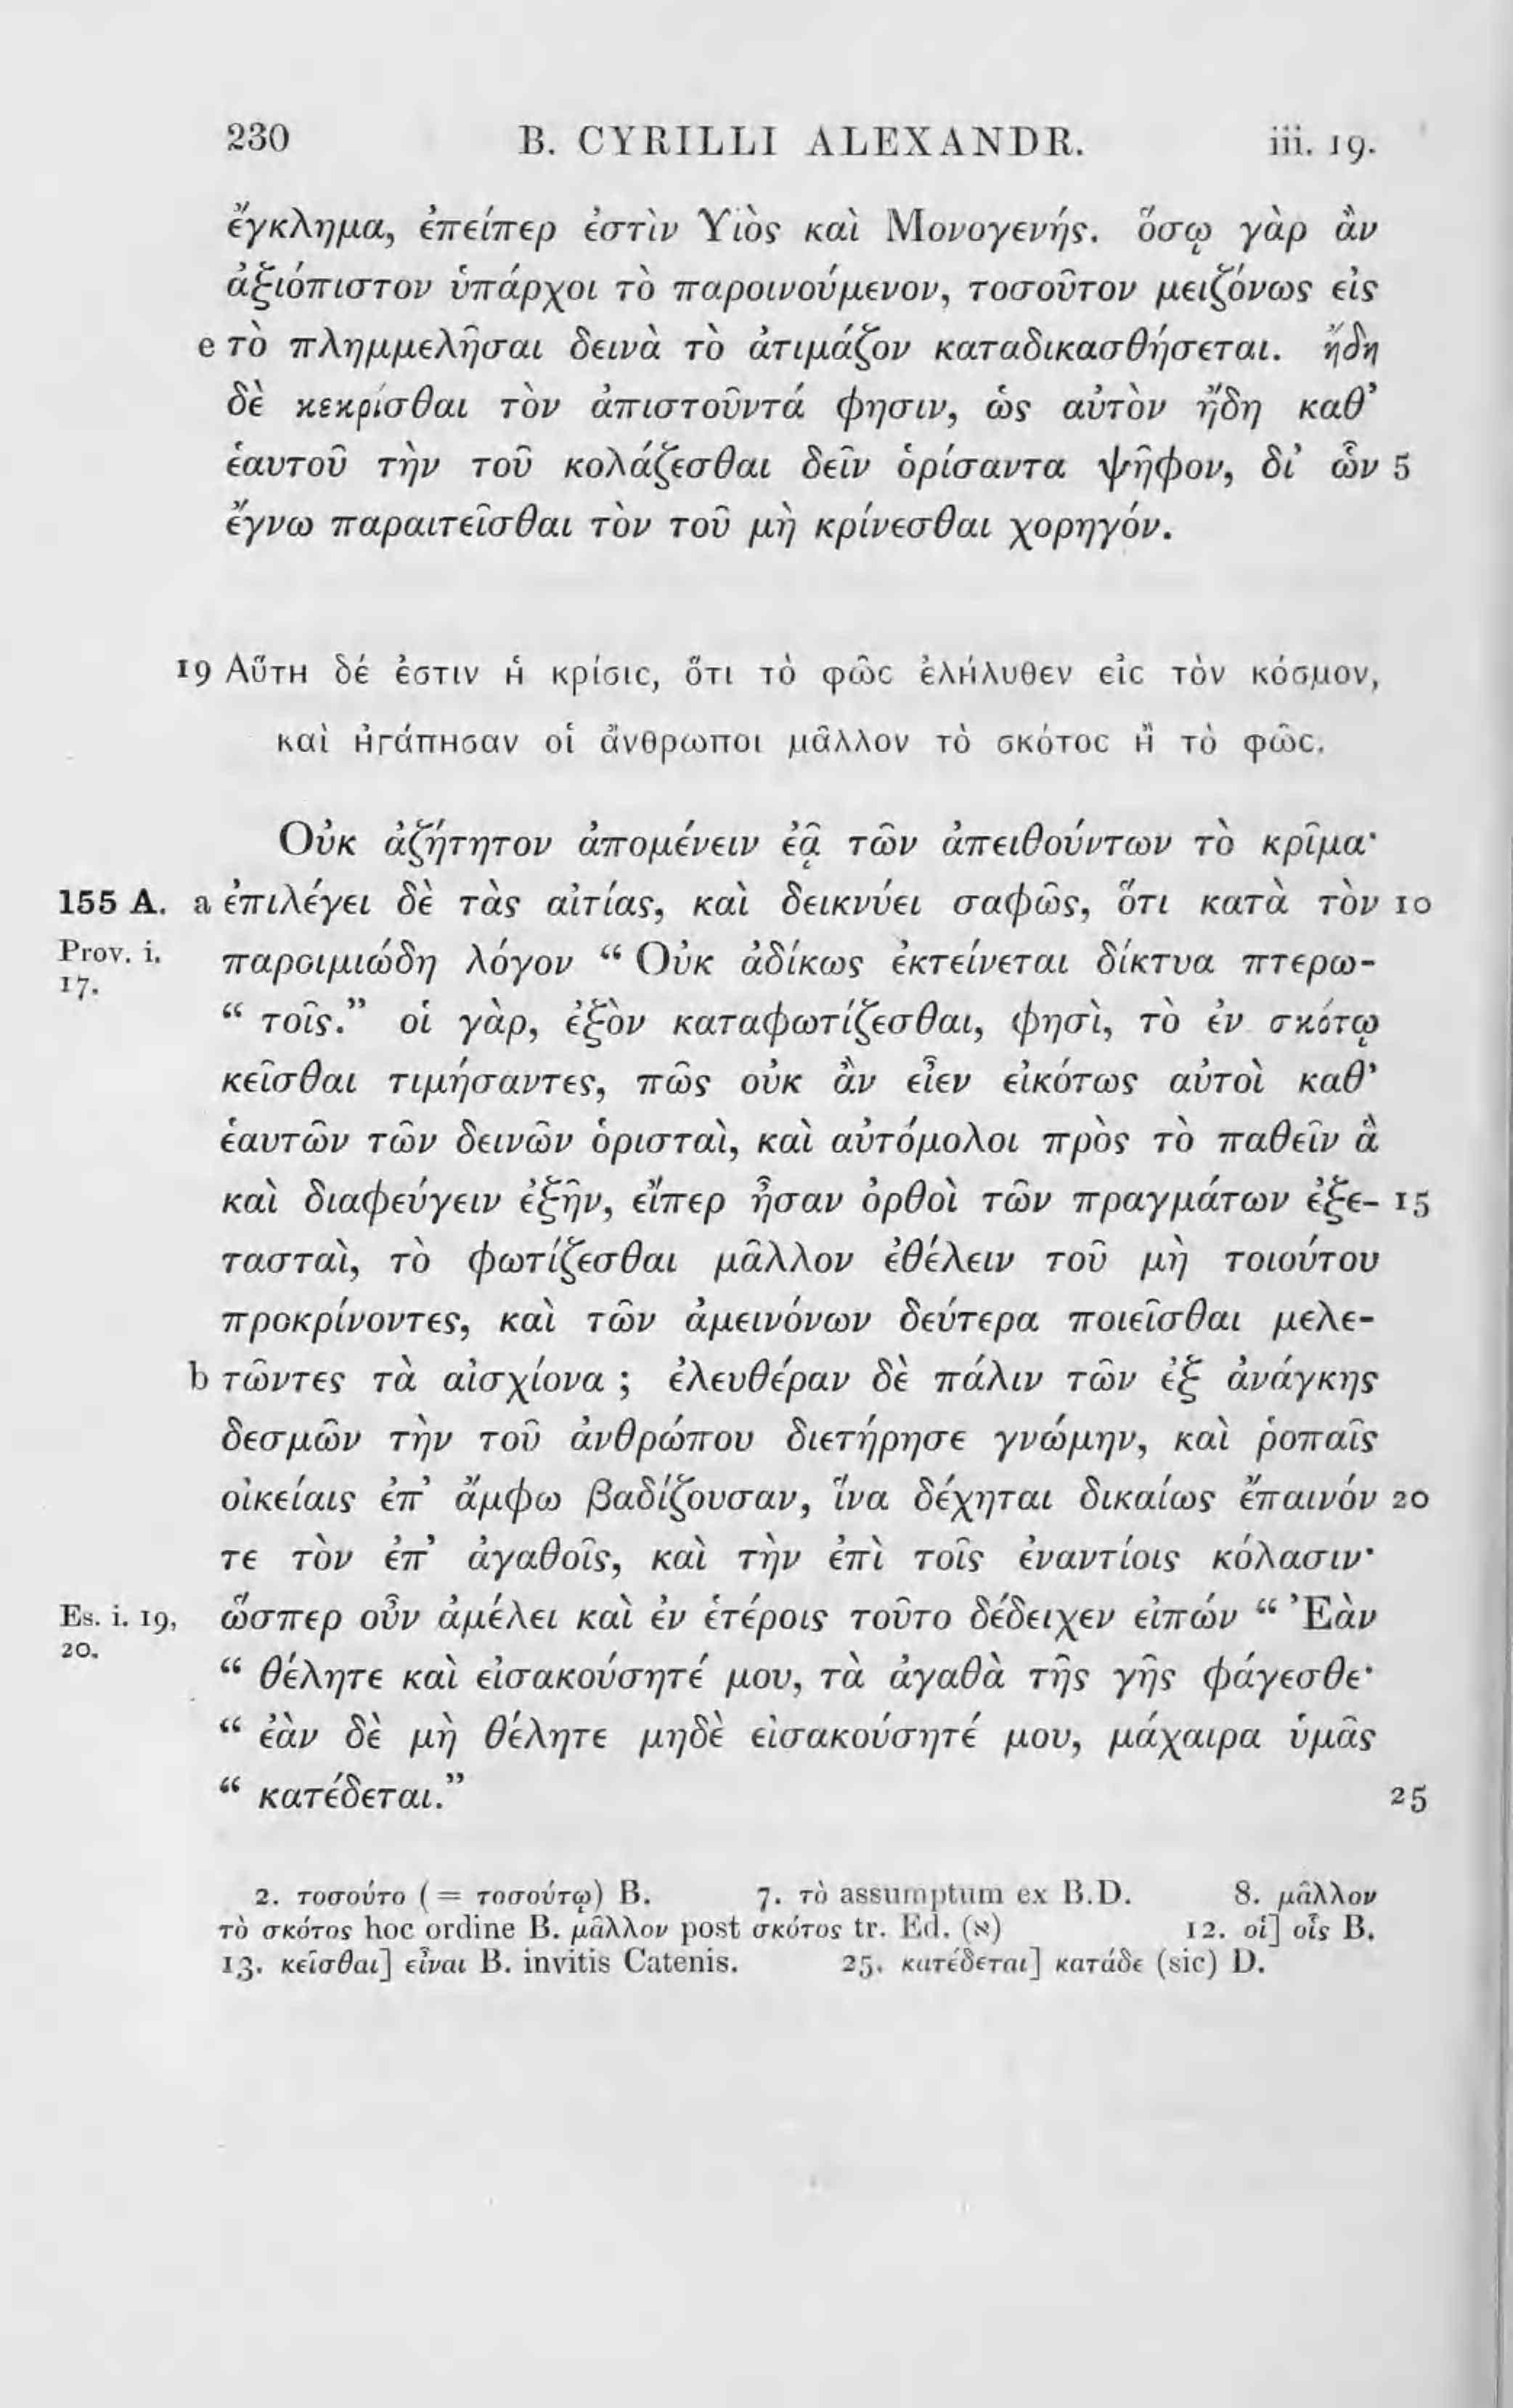 230 B. CYRILLI ALEXANDR. iii. 19.
ἔγκλημα, ἐπείπερ ἐστὶν Υἱὸς καὶ Μονογενής. ὅσῳ γὰρ ἂν
ἀξιόπιστον ὑπάρχοι τὸ παροινούμενον, τοσοῦτον μειζόνως εἰς
e τὸ πλημμελῆσαι δεινὰ τὸ ἀτιμάζον καταδικασθήσεται. ἤδη
δὲ κεκρίσθαι τὸν ἀπιστοῦντά φησιν, ὡς αὐτὸν ἤδη καθ’
ἑαυτοῦ τὴν τοῦ κολάζεσθαι δεῖν ὁρίσαντα ψῆφον, δι’ ὧν 5
ἔγνω παραιτεῖσθαι τὸν τοῦ μὴ κρίνεσθαι χορηγόν.
19 Αὕτη δέ ἐστιν ἡ κρίσις, ὅτι τὸ φῶς ἐλήλυθεν εἰς τὸν κόσμον,
καὶ ἠγάπησαν οἱ ἄνθρωποι μᾶλλον τὸ σκότος ἢ τὸ φῶς.
Οὐκ ἀζήτητον ἀπομένειν ἐᾷ τῶν ἀπειθούντων τὸ κρῖμα·
155 A. a ἐπιλέγει δὲ τὰς αἰτίας, καὶ δεικνύει σαφῶς, ὅτι κατὰ τὸν 10
Prov. i. παροιμιώδη λόγον “ Οὐκ ἀδίκως ἐκτείνεται δίκτυα πτερω-
17. “ τοῖς.” οἱ γὰρ, ἐξὸν καταφωτίζεσθαι, φησὶ, τὸ ἐν σκότῳ
κεῖσθαι τιμήσαντες, πῶς οὐκ ἂν εἶεν εἰκότως αὐτοὶ καθ’
ἑαυτῶν τῶν δεινῶν ὁρισταὶ, καὶ αὐτόμολοι πρὸς τὸ παθεῖν ἃ
καὶ διαφεύγειν ἐξῆν, εἴπερ ἦσαν ὀρθοὶ τῶν πραγμάτων ἐξε- 15
τασταὶ, τὸ φωτίζεσθαι μᾶλλον ἐθέλειν τοῦ μὴ τοιούτου
προκρίνοντες, καὶ τῶν ἀμεινόνων δεύτερα ποιεῖσθαι μελε-
b τῶντες τὰ αἰσχίονα ; ἐλευθέραν δὲ πάλιν τῶν ἐξ ἀνάγκης
δεσμῶν τὴν τοῦ ἀνθρώπου διετήρησε γνώμην, καὶ ῥοπαῖς
οἰκείαις ἐπ’ ἄμφω βαδίζουσαν, ἵνα δέχηται δικαίως ἔπαινόν 20
τε τὸν ἐπ’ ἀγαθοῖς, καὶ τὴν ἐπὶ τοῖς ἐναντίοις κόλασιν·
Es. i. 19, ὥσπερ οὖν ἀμέλει καὶ ἐν ἑτέροις τοῦτο δέδειχεν εἰπών “ Ἐὰν
20. “ θέλητε καὶ εἰσακούσητέ μου, τὰ ἀγαθὰ τῆς γῆς φάγεσθε·
“ ἐὰν δὲ μὴ θέλητε μηδὲ εἰσακούσητέ μου, μάχαιρα ὑμᾶς
“ κατέδεται.” 25
2. τοσούτο (= τοσούτῳ) B. 7. τὸ assumptum ex B.D. 8. μᾶλλον
τὸ σκότος hoc ordine B. μᾶλλον post σκότος tr. Ed. (א) 12. οἱ] οἷς B.
13. κεῖσθαι] εἶναι B. invitis Catenis. 25. κατέδεται] κατάδε (sic) D.